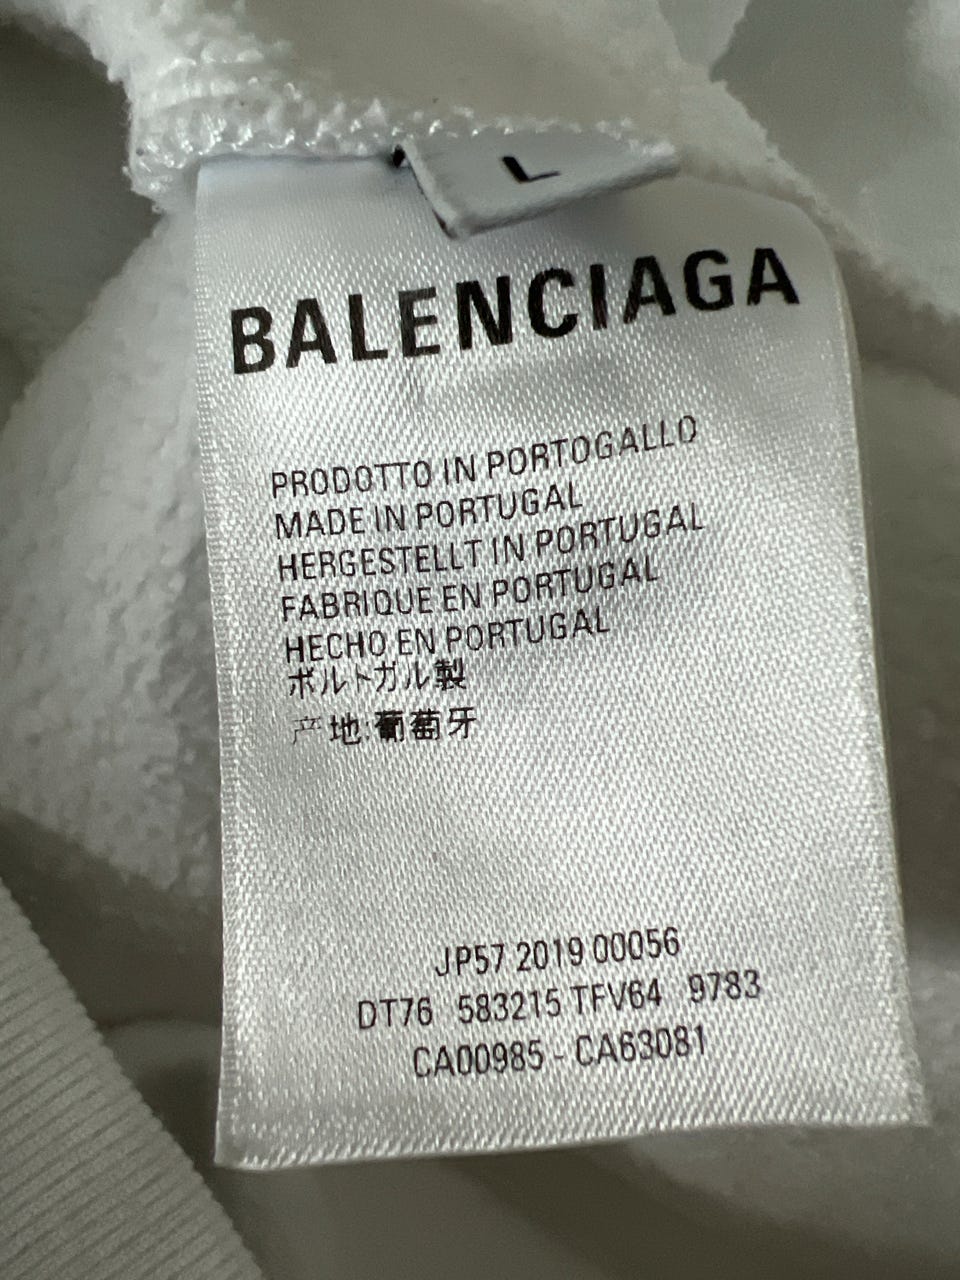 L
BALENCIAGA
PRODOTTO IN PORTOGALLO
MADE IN PORTUGAL
HERGESTELLT IN PORTUGAL
FABRIQUE EN PORTUGAL
HECHO EN PORTUGAL
ポルトガル製
产地:葡萄牙
JP57 2019 00056
DT76 583215 TFV64 9783
CA00985 - CA63081